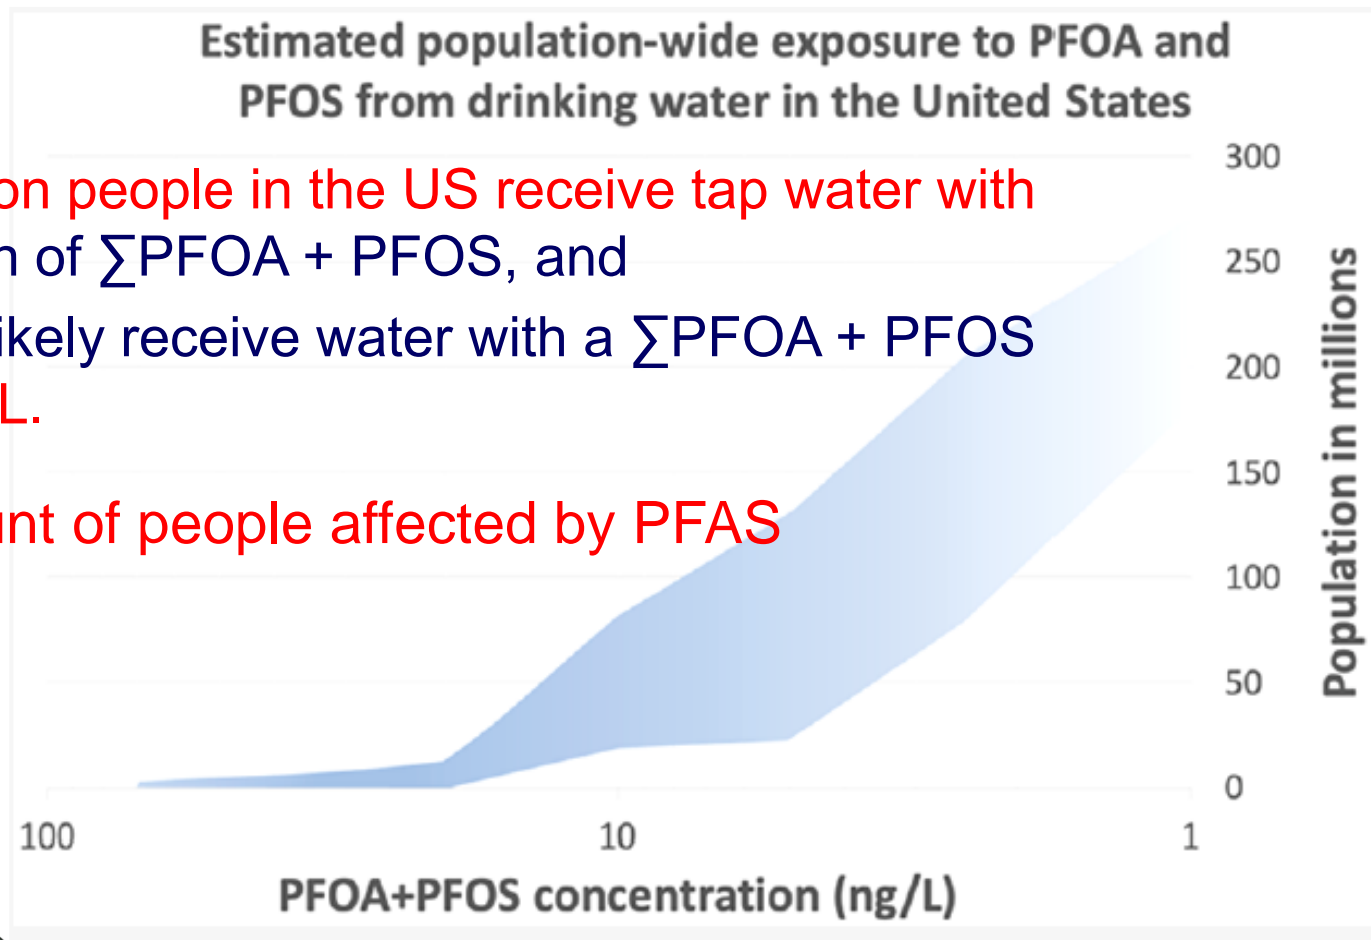 Estimated population-wide exposure to PFOA and
PFOS from drinking water in the United States
on people in the US receive tap water with
of ∑PFOA + PFOS, and
ikely receive water with a ∑PFOA + PFOS
L.
unt of people affected by PFAS
300
250
200
150
100
50
0
Population in millions
100
10
1
PFOA+PFOS concentration (ng/L)